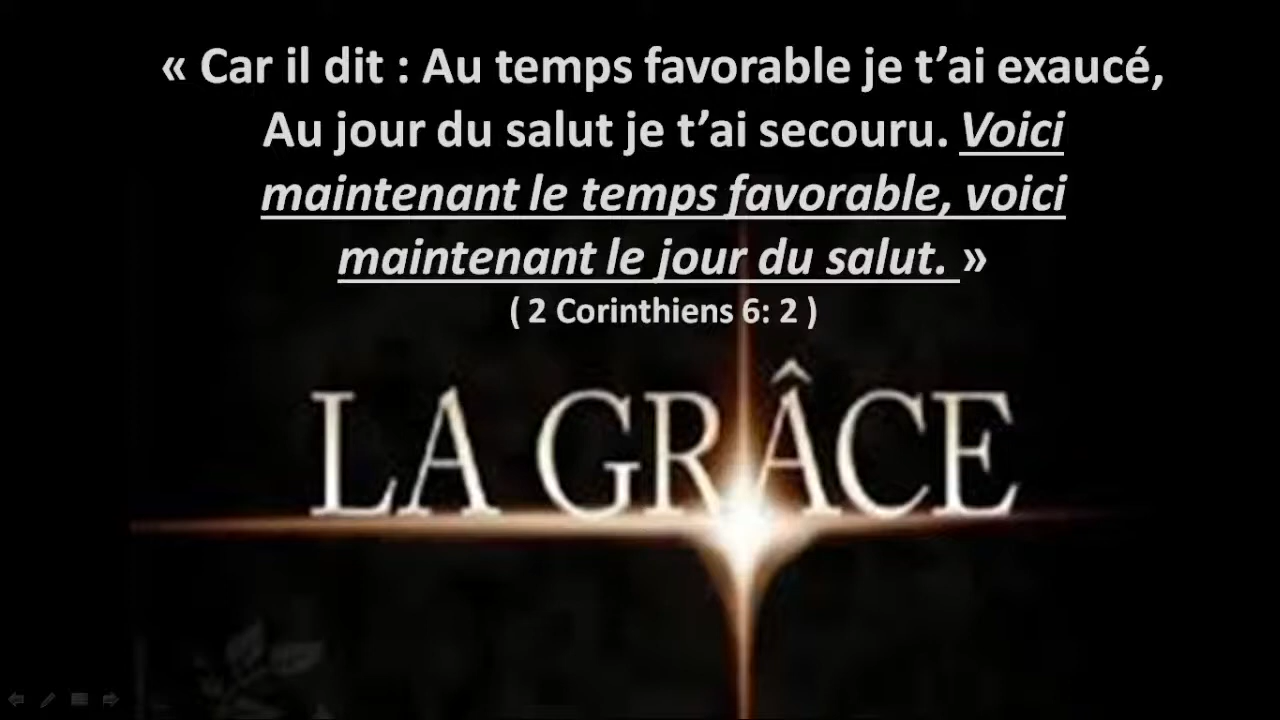 « Car il dit : Au temps favorable je t’ai exaucé,
Au jour du salut je t’ai secouru. Voici
maintenant le temps favorable, voici
maintenant le jour du salut. »
( 2 Corinthiens 6: 2 )
LA GRÂCE